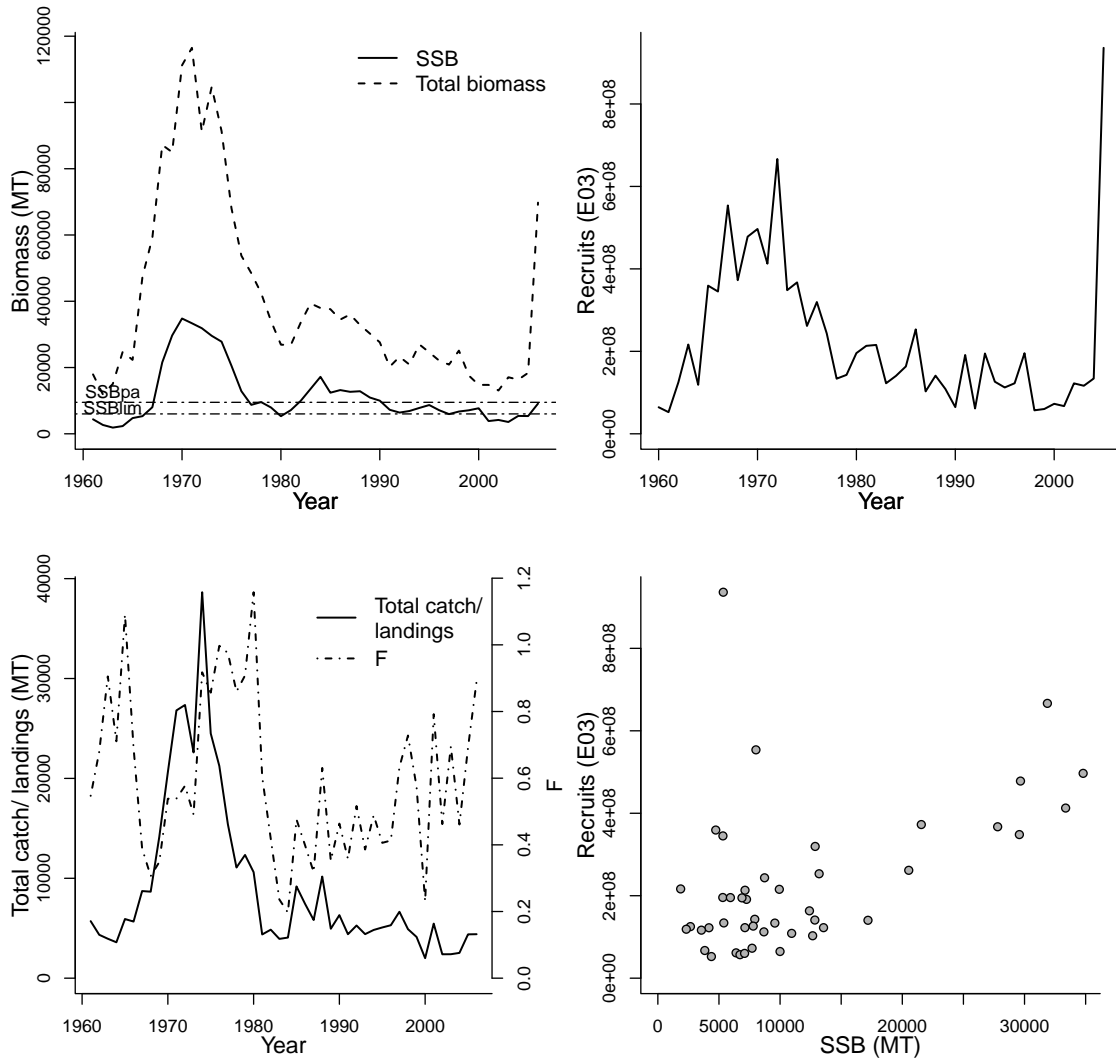 SSB
Total biomass
Biomass (MT)
120000
80000
60000
40000
20000
0
SSBpa
SSBlim
1960 1970 1980 1990 2000
Year
Recruits (E03)
8e+08
6e+08
4e+08
2e+08
0e+00
1960 1970 1980 1990 2000
Year
Total catch/
landings
F
Total catch/ landings (MT)
40000
30000
20000
10000
0
1.2
1.0
0.8
0.6
0.4
0.2
0.0
F
1960 1970 1980 1990 2000
Year
Recruits (E03)
8e+08
6e+08
4e+08
2e+08
0e+00
0 5000 10000 20000 30000
SSB (MT)